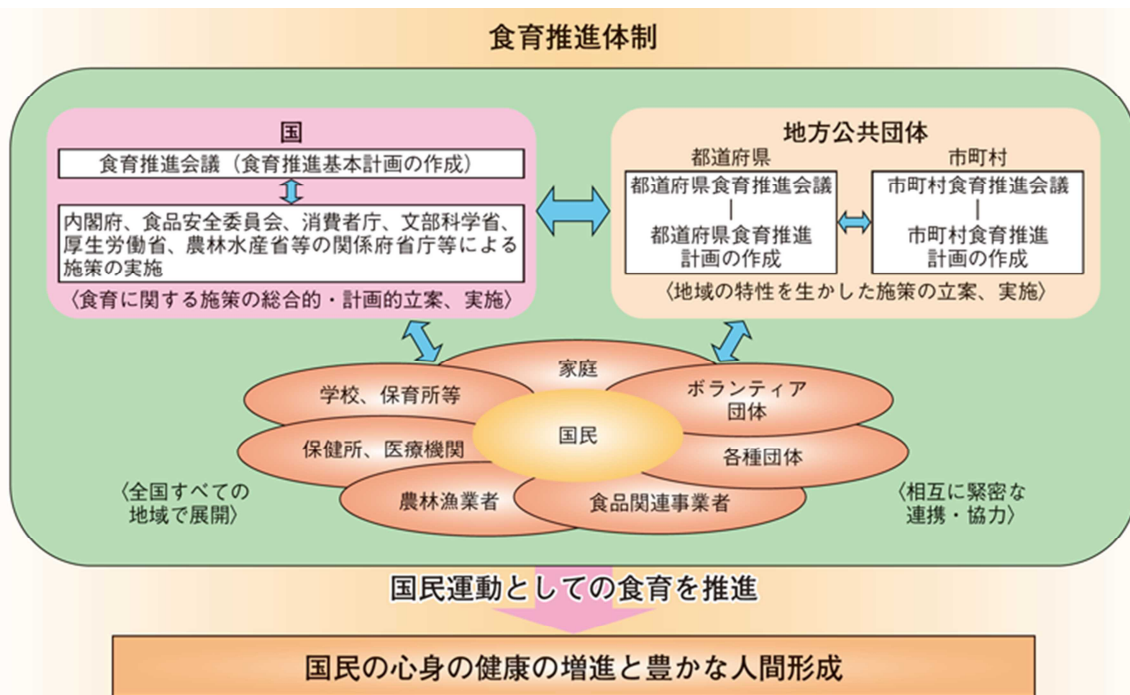 食育推進体制
国
食育推進会議（食育推進基本計画の作成）
内閣府、食品安全委員会、消費者庁、文部科学省、
厚生労働省、農林水産省等の関係府省庁等による
施策の実施
〈食育に関する施策の総合的・計画的立案、実施〉
地方公共団体
都道府県
都道府県食育推進会議
都道府県食育推進
計画の作成
市町村
市町村食育推進会議
市町村食育推進
計画の作成
〈地域の特性を生かした施策の立案、実施〉
家庭
学校、保育所等
ボランティア
団体
国民
保健所、医療機関
各種団体
農林漁業者
食品関連事業者
〈全国すべての
地域で展開〉
〈相互に緊密な
連携・協力〉
国民運動としての食育を推進
国民の心身の健康の増進と豊かな人間形成